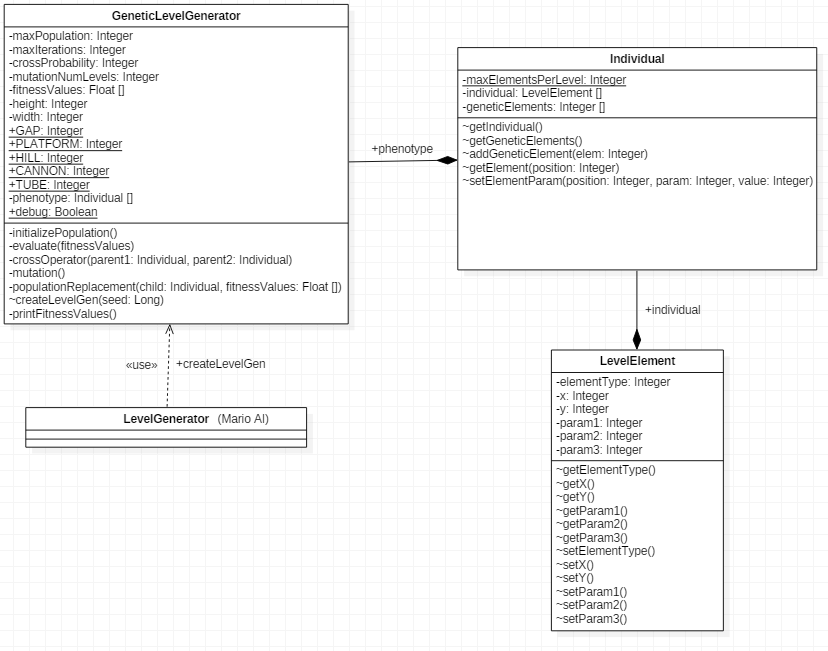 GeneticLevelGenerator
-maxPopulation: Integer
-maxIterations: Integer
-crossProbability: Integer
-mutationNumLevels: Integer
-fitnessValues: Float []
-height: Integer
-width: Integer
+GAP: Integer
+PLATFORM: Integer
+HILL: Integer
+CANNON: Integer
+TUBE: Integer
-phenotype: Individual []
+debug: Boolean
-initializePopulation()
-evaluate(fitnessValues)
-crossOperator(parent1: Individual, parent2: Individual)
-mutation()
-populationReplacement(child: Individual, fitnessValues: Float [])
~createLevelGen(seed: Long)
-printFitnessValues()
+phenotype
Individual
-maxElementsPerLevel: Integer
-individual: LevelElement []
-geneticElements: Integer []
~getIndividual()
~getGeneticElements()
~addGeneticElement(elem: Integer)
~getElement(position: Integer)
~setElementParam(position: Integer, param: Integer, value: Integer)
+individual
«use» +createLevelGen
LevelGenerator (Mario AI)
LevelElement
-elementType: Integer
-x: Integer
-y: Integer
-param1: Integer
-param2: Integer
-param3: Integer
~getElementType()
~getX()
~getY()
~getParam1()
~getParam2()
~getParam3()
~setElementType()
~setX()
~setY()
~setParam1()
~setParam2()
~setParam3()